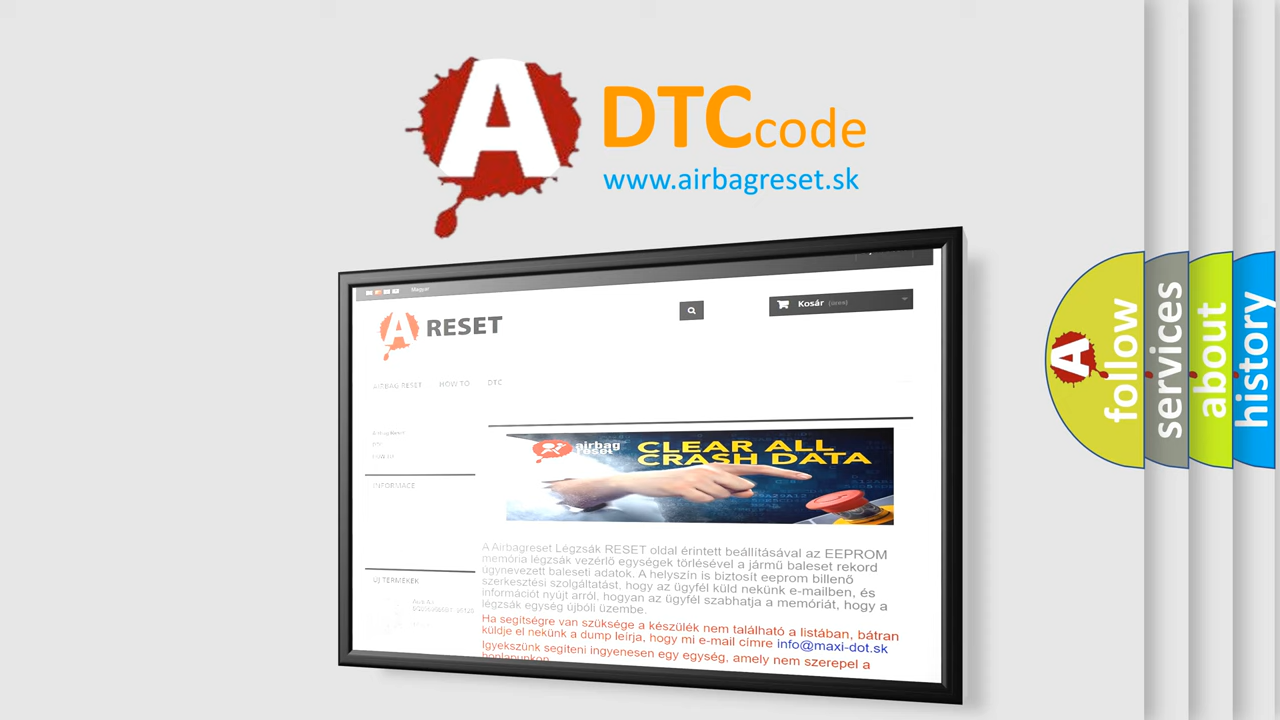 A
DTCcode
www.airbagreset.sk
Magyar
A RESET
Kosár (üres)
AIRBAG RESET HOW TO DTC
INFORMACE
airbag
reset
CLEAR ALL
CRASH DATA
A Airbagreset Légzsák RESET oldal érintett beállításával az EEPROM
memória légzsák vezérlő egységek törlésével a jármű baleset rekord
úgynevezett baleseti adatok. A helyszín is biztosít eeprom billenő
szerkesztési szolgáltatást, hogy az ügyfél küld nekünk e-mailben, és
információt nyújt arról, hogyan az ügyfél szabhatja a memóriát, hogy a
légzsák egység újbóli üzembe.
Ha segítségre van szüksége a készülék nem található a listában, bátran
küldje el nekünk a dump leírja, hogy mi e-mail címre info@maxi-dot.sk
Igyekszünk segíteni ingyenesen egy egység, amely nem szerepel a
honlapunkon
ÚJ TERMÉKEK
A follow
services
about
history